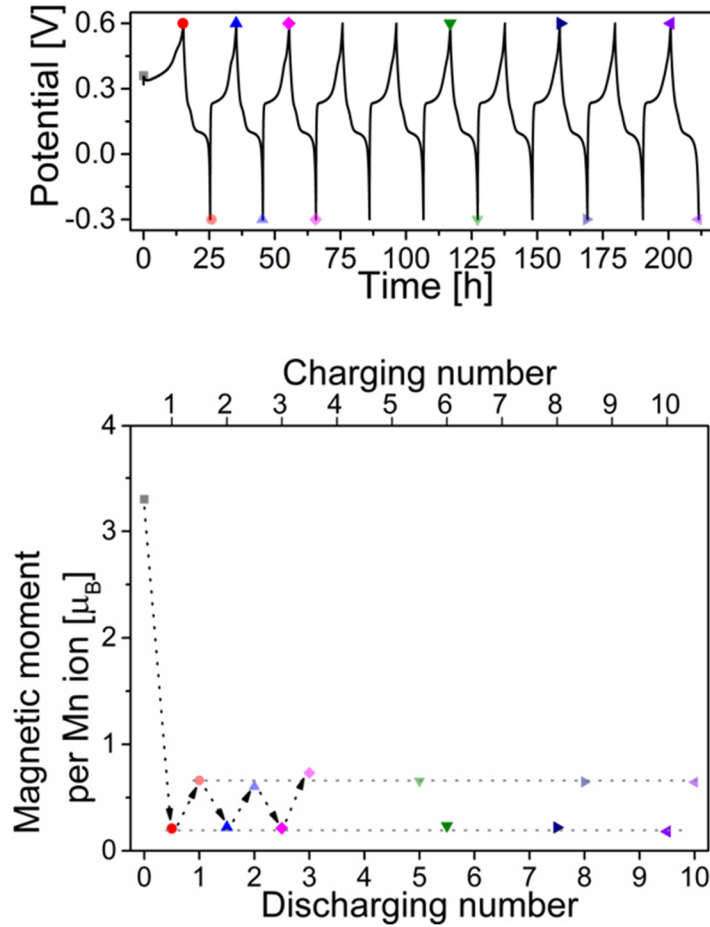 Potential [V]
0.6
0.3
0.0
-0.3
0 25 50 75 100 125 150 175 200
Time [h]
Charging number
1 2 3 4 5 6 7 8 9 10
Magnetic moment
per Mn ion [μB]
4
3
2
1
0
0 1 2 3 4 5 6 7 8 9 10
Discharging number